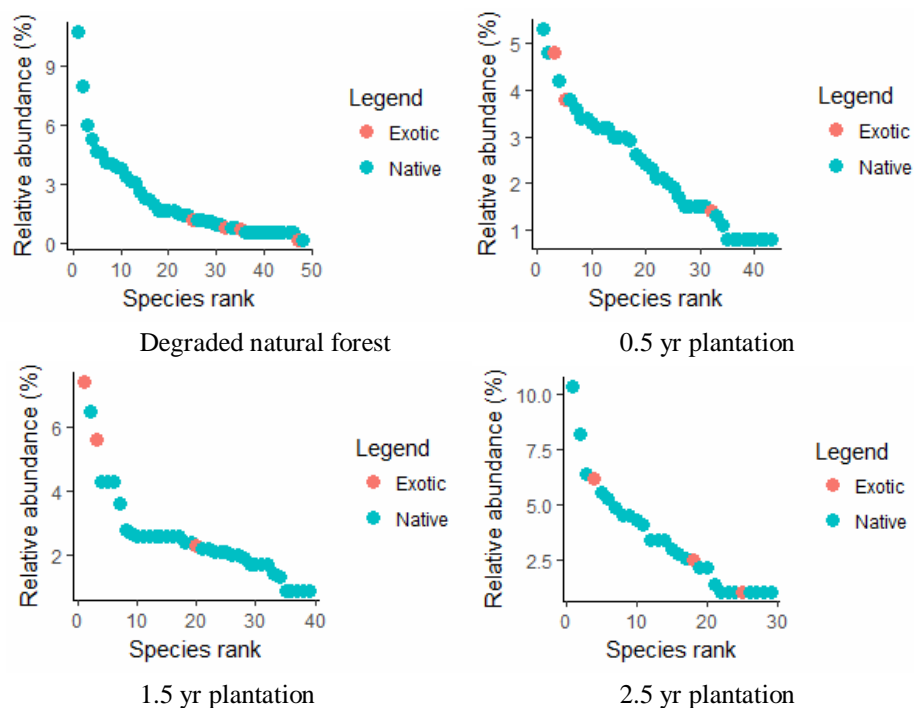 Relative abundance (%)
9
6
3
0
0 10 20 30 40 50
Species rank
Legend
Exotic
Native
Degraded natural forest
Relative abundance (%)
5
4
3
2
1
0 10 20 30 40
Species rank
Legend
Exotic
Native
0.5 yr plantation
Relative abundance (%)
6
4
2
0 10 20 30 40
Species rank
Legend
Exotic
Native
1.5 yr plantation
Relative abundance (%)
10.0
7.5
5.0
2.5
0 10 20 30
Species rank
Legend
Exotic
Native
2.5 yr plantation